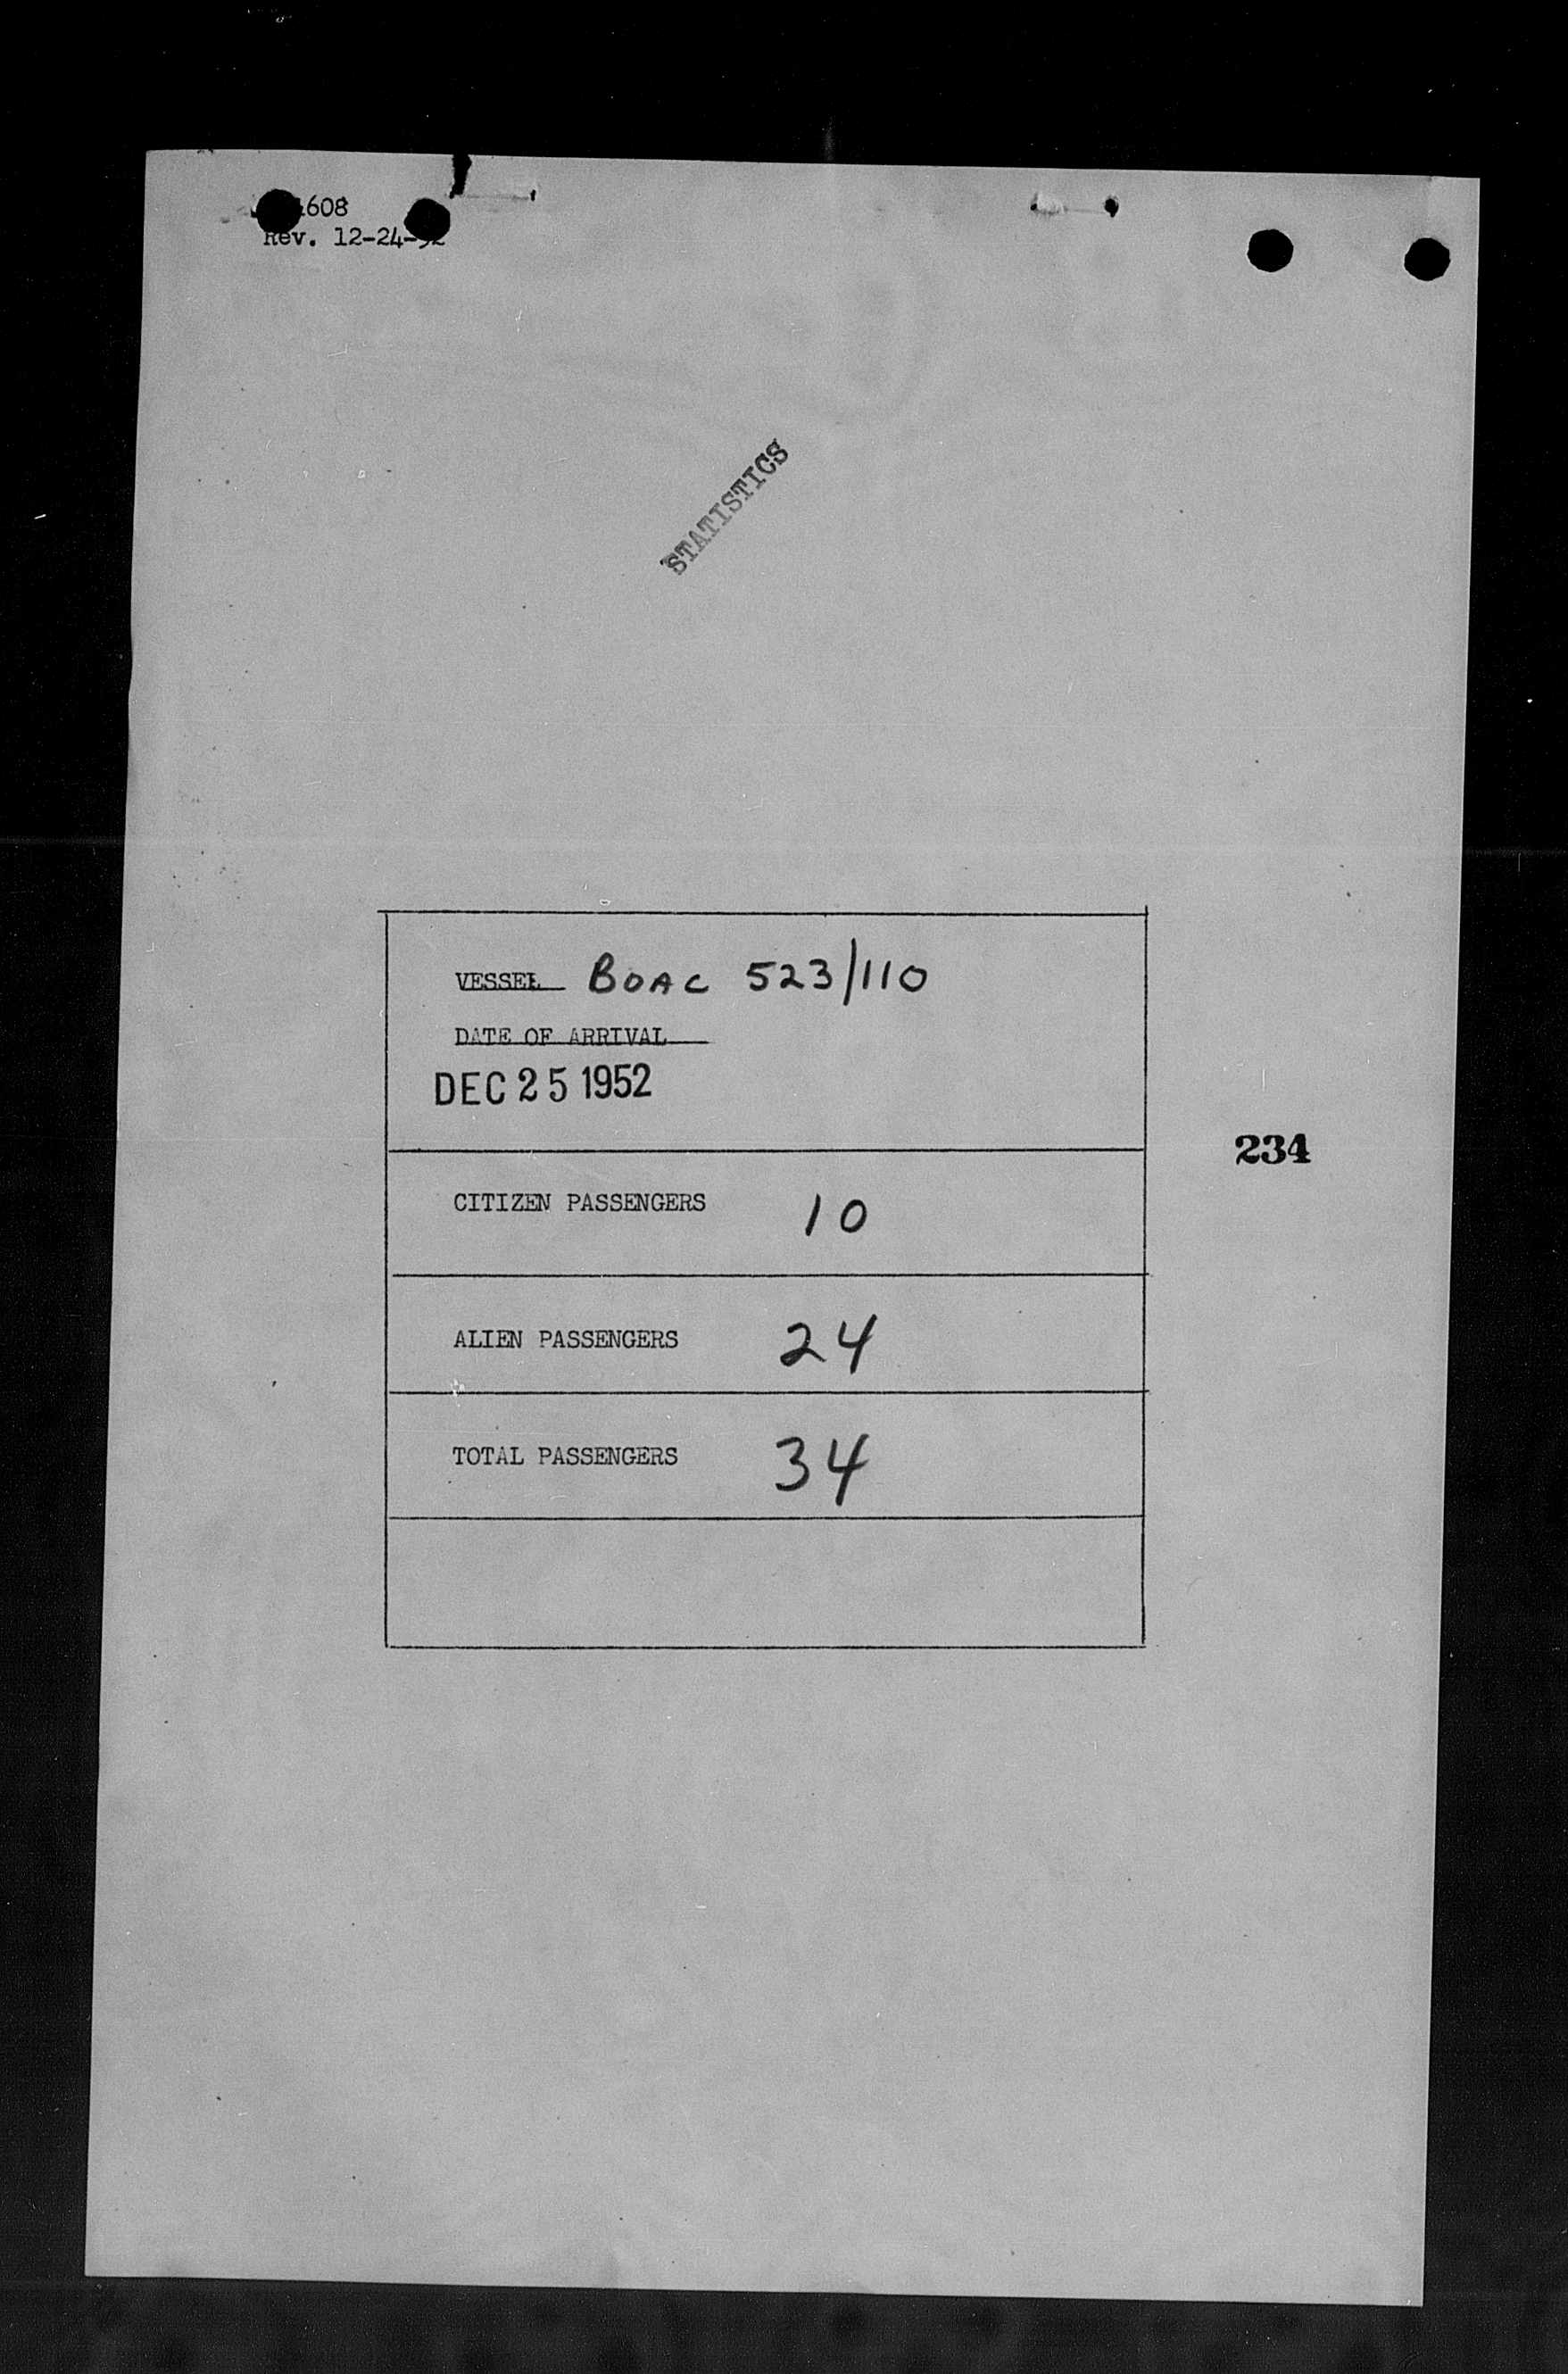 608
Rev. 12-24-52
STATISTICS
VESSEL BOAC 523/110
DATE OF ARRIVAL
DEC 25 1952
234
CITIZEN PASSENGERS 10
ALIEN PASSENGERS 24
TOTAL PASSENGERS 34